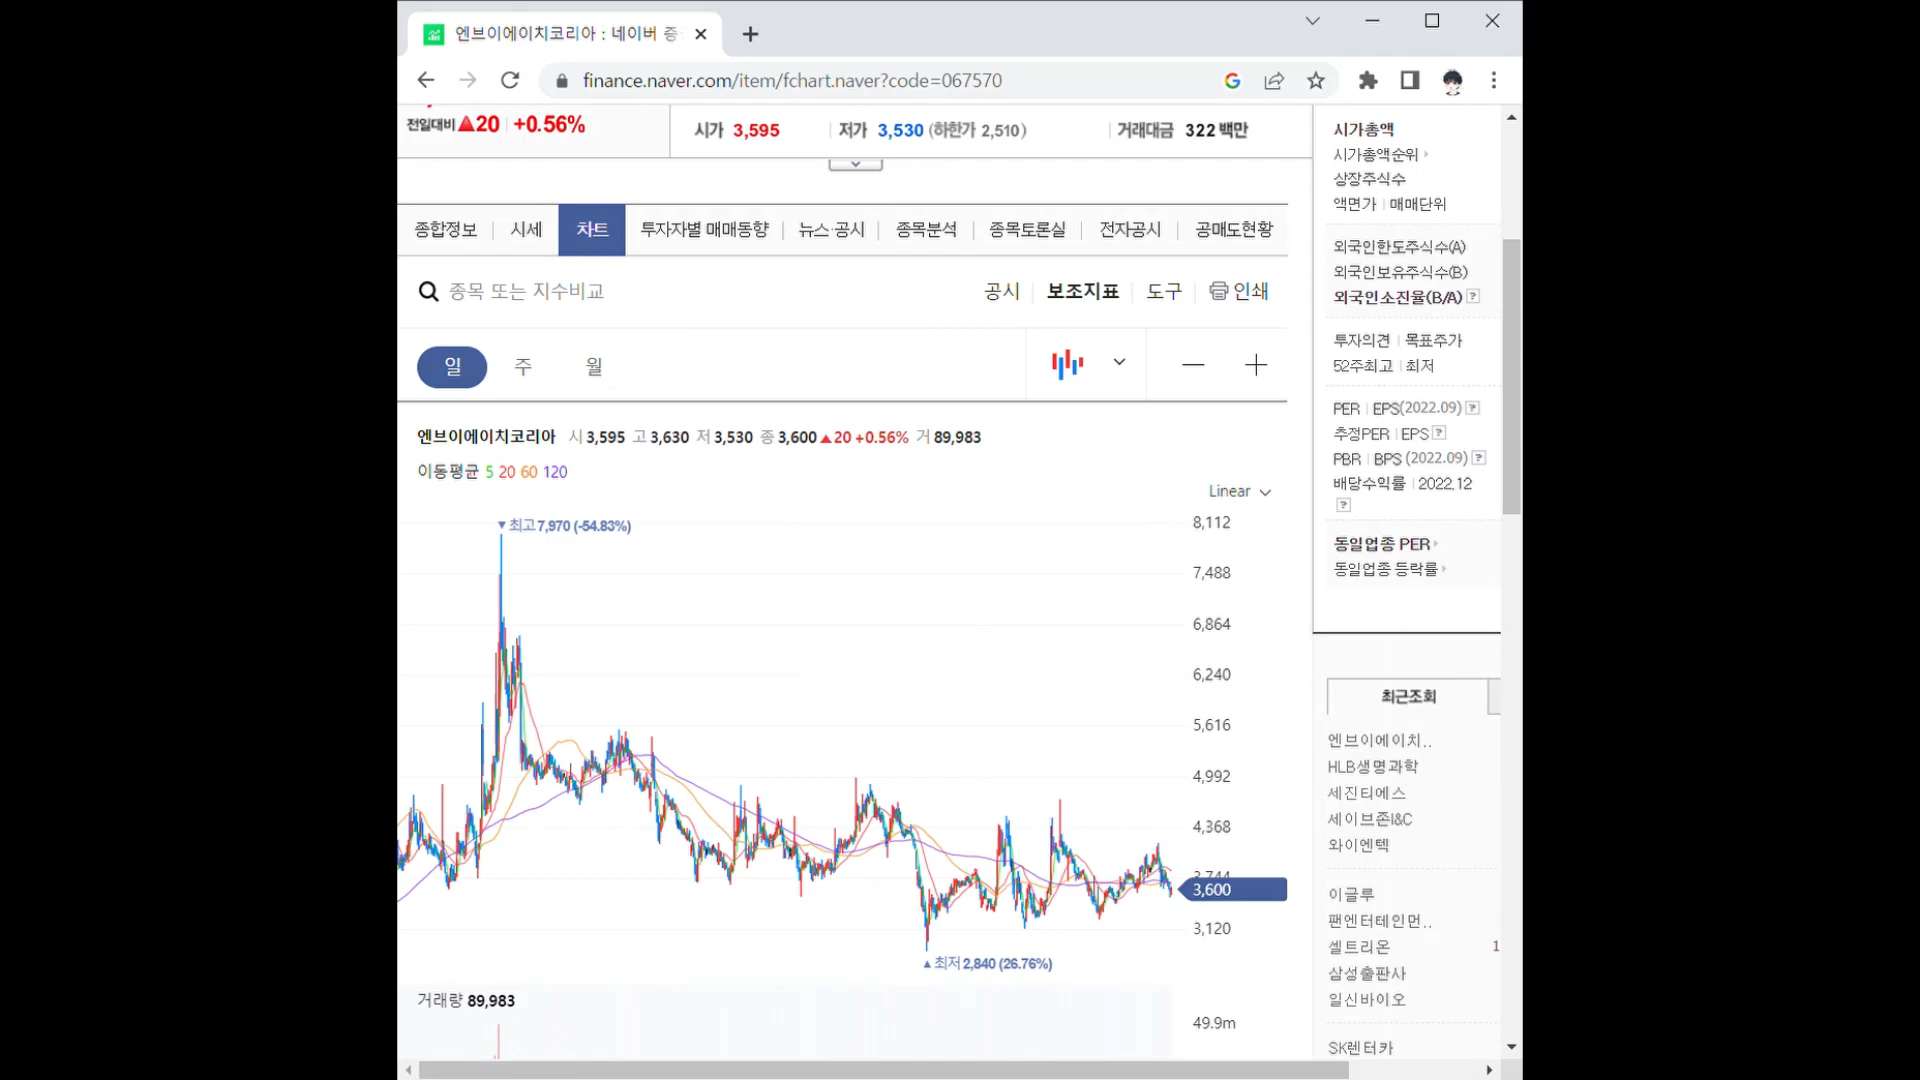 엔브이에이치코리아 : 네이버 증
finance.naver.com/item/fchart.naver?code=067570
전일대비 ▲20 +0.56%
시가 3,595 저가 3,530 (하한가 2,510) 거래대금 322 백만
종합정보 시세 차트 투자자별 매매동향 뉴스·공시 종목분석 종목토론실 전자공시 공매도현황
종목 또는 지수비교
공시 보조지표 도구 인쇄
일 주 월
엔브이에이치코리아 시 3,595 고 3,630 저 3,530 종 3,600 ▲20 +0.56% 거 89,983
이동평균 5 20 60 120
Linear
▼최고 7,970 (-54.83%)
8,112
7,488
6,864
6,240
5,616
4,992
4,368
3,744
3,600
3,120
▲최저 2,840 (26.76%)
거래량 89,983
49.9m
시가총액
시가총액순위
상장주식수
액면가 | 매매단위
외국인한도주식수(A)
외국인보유주식수(B)
외국인소진율(B/A) ?
투자의견 | 목표주가
52주최고 | 최저
PER | EPS(2022.09) ?
추정PER | EPS ?
PBR | BPS (2022.09) ?
배당수익률 | 2022.12
?
동일업종 PER
동일업종 등락률
최근조회
엔브이에이치..
HLB생명과학
세진티에스
세이브존I&C
와이엔텍
이글루
팬엔터테인먼..
셀트리온 1
삼성출판사
일신바이오
SK렌터카